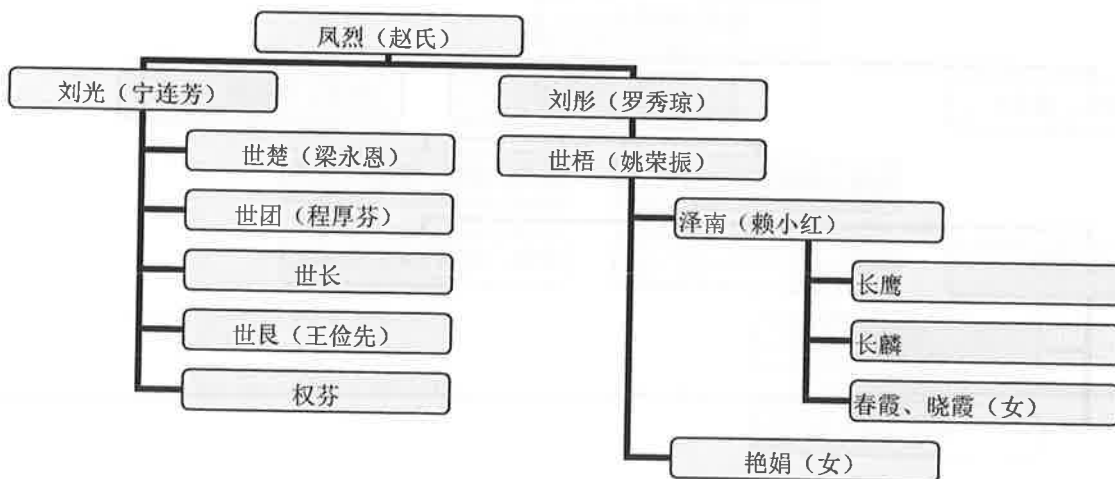 凤烈（赵氏）
刘光（宁连芳）
刘彤（罗秀琼）
世楚（梁永恩）
世梧（姚荣振）
世团（程厚芬）
泽南（赖小红）
世长
长鹰
世艮（王俭先）
长麟
权芬
春霞、晓霞（女）
艳娟（女）